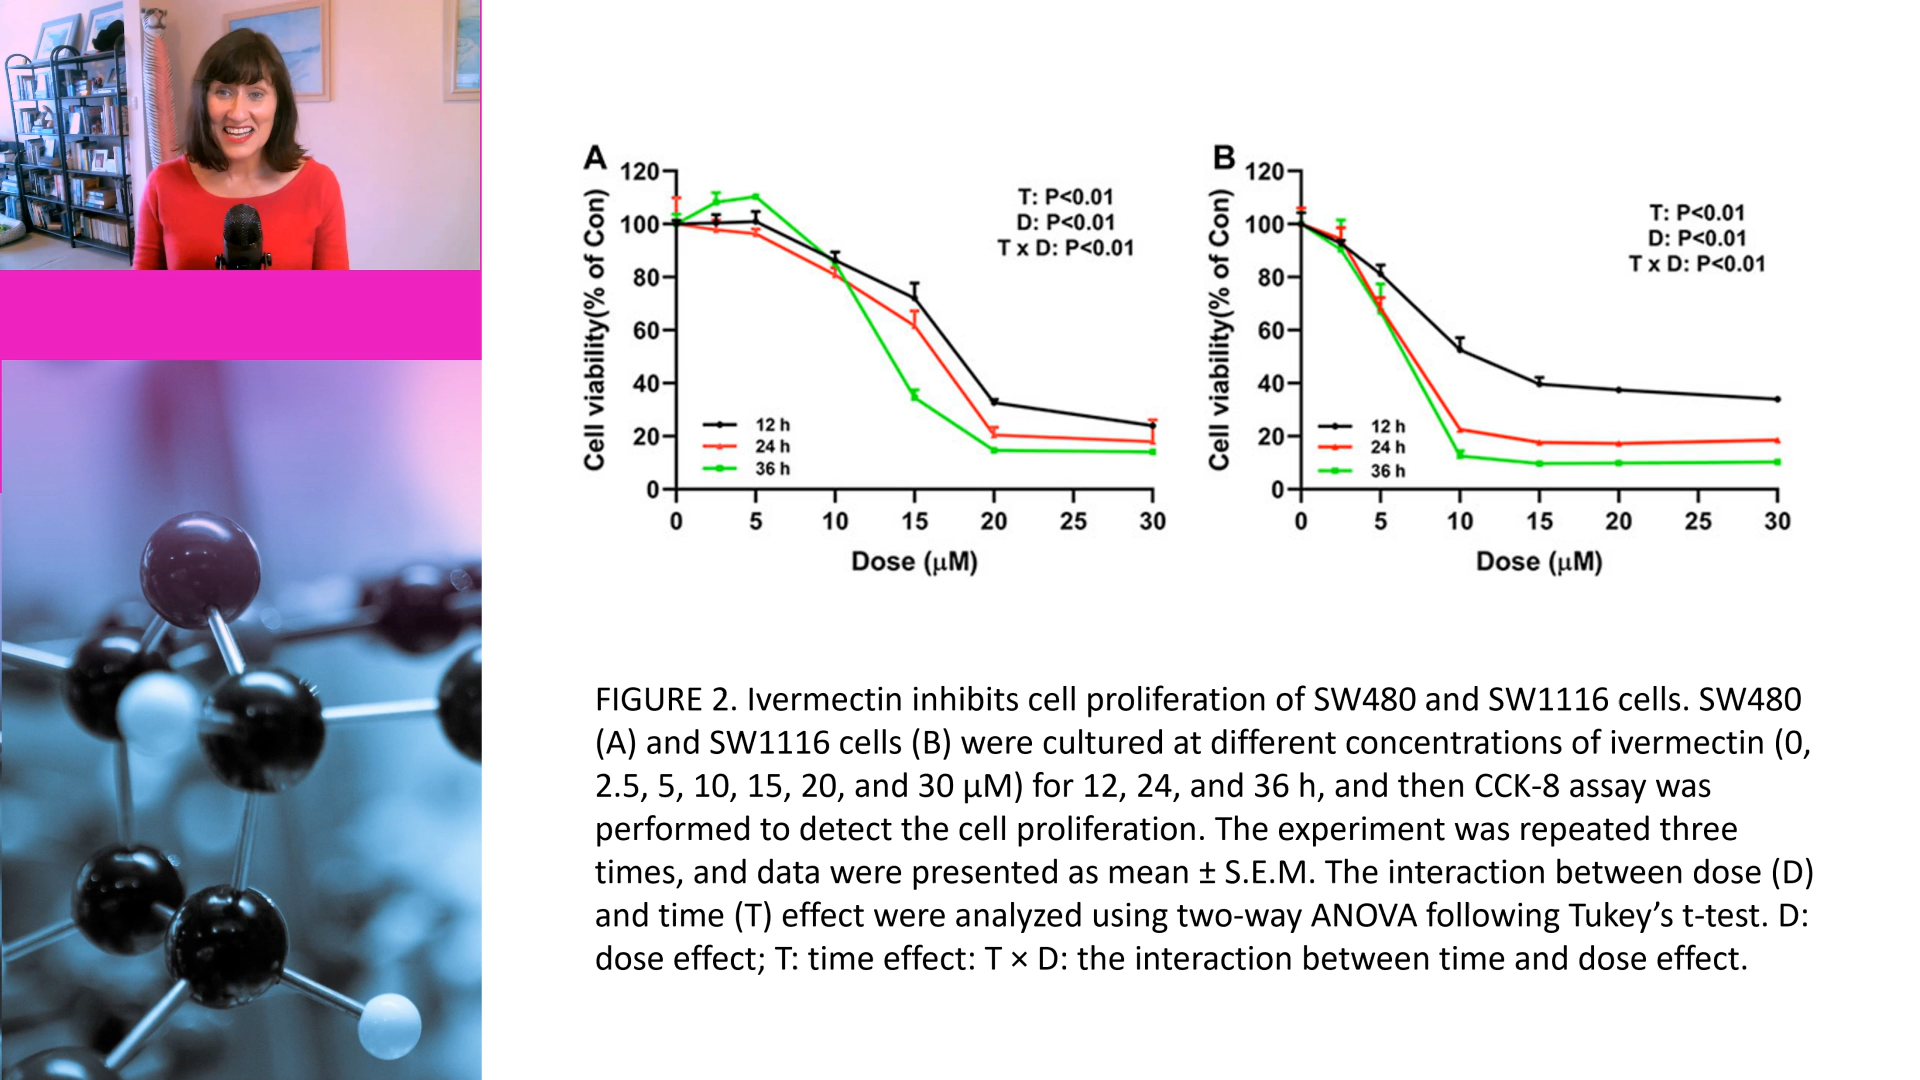 A
120
100
80
60
40
20
0
Cell viability(% of Con)
T: P<0.01
D: P<0.01
T x D: P<0.01
12 h
24 h
36 h
0 5 10 15 20 25 30
Dose (μM)
B
120
100
80
60
40
20
0
Cell viability(% of Con)
T: P<0.01
D: P<0.01
T x D: P<0.01
12 h
24 h
36 h
0 5 10 15 20 25 30
Dose (μM)
FIGURE 2. Ivermectin inhibits cell proliferation of SW480 and SW1116 cells. SW480
(A) and SW1116 cells (B) were cultured at different concentrations of ivermectin (0,
2.5, 5, 10, 15, 20, and 30 μM) for 12, 24, and 36 h, and then CCK-8 assay was
performed to detect the cell proliferation. The experiment was repeated three
times, and data were presented as mean ± S.E.M. The interaction between dose (D)
and time (T) effect were analyzed using two-way ANOVA following Tukey’s t-test. D:
dose effect; T: time effect: T × D: the interaction between time and dose effect.